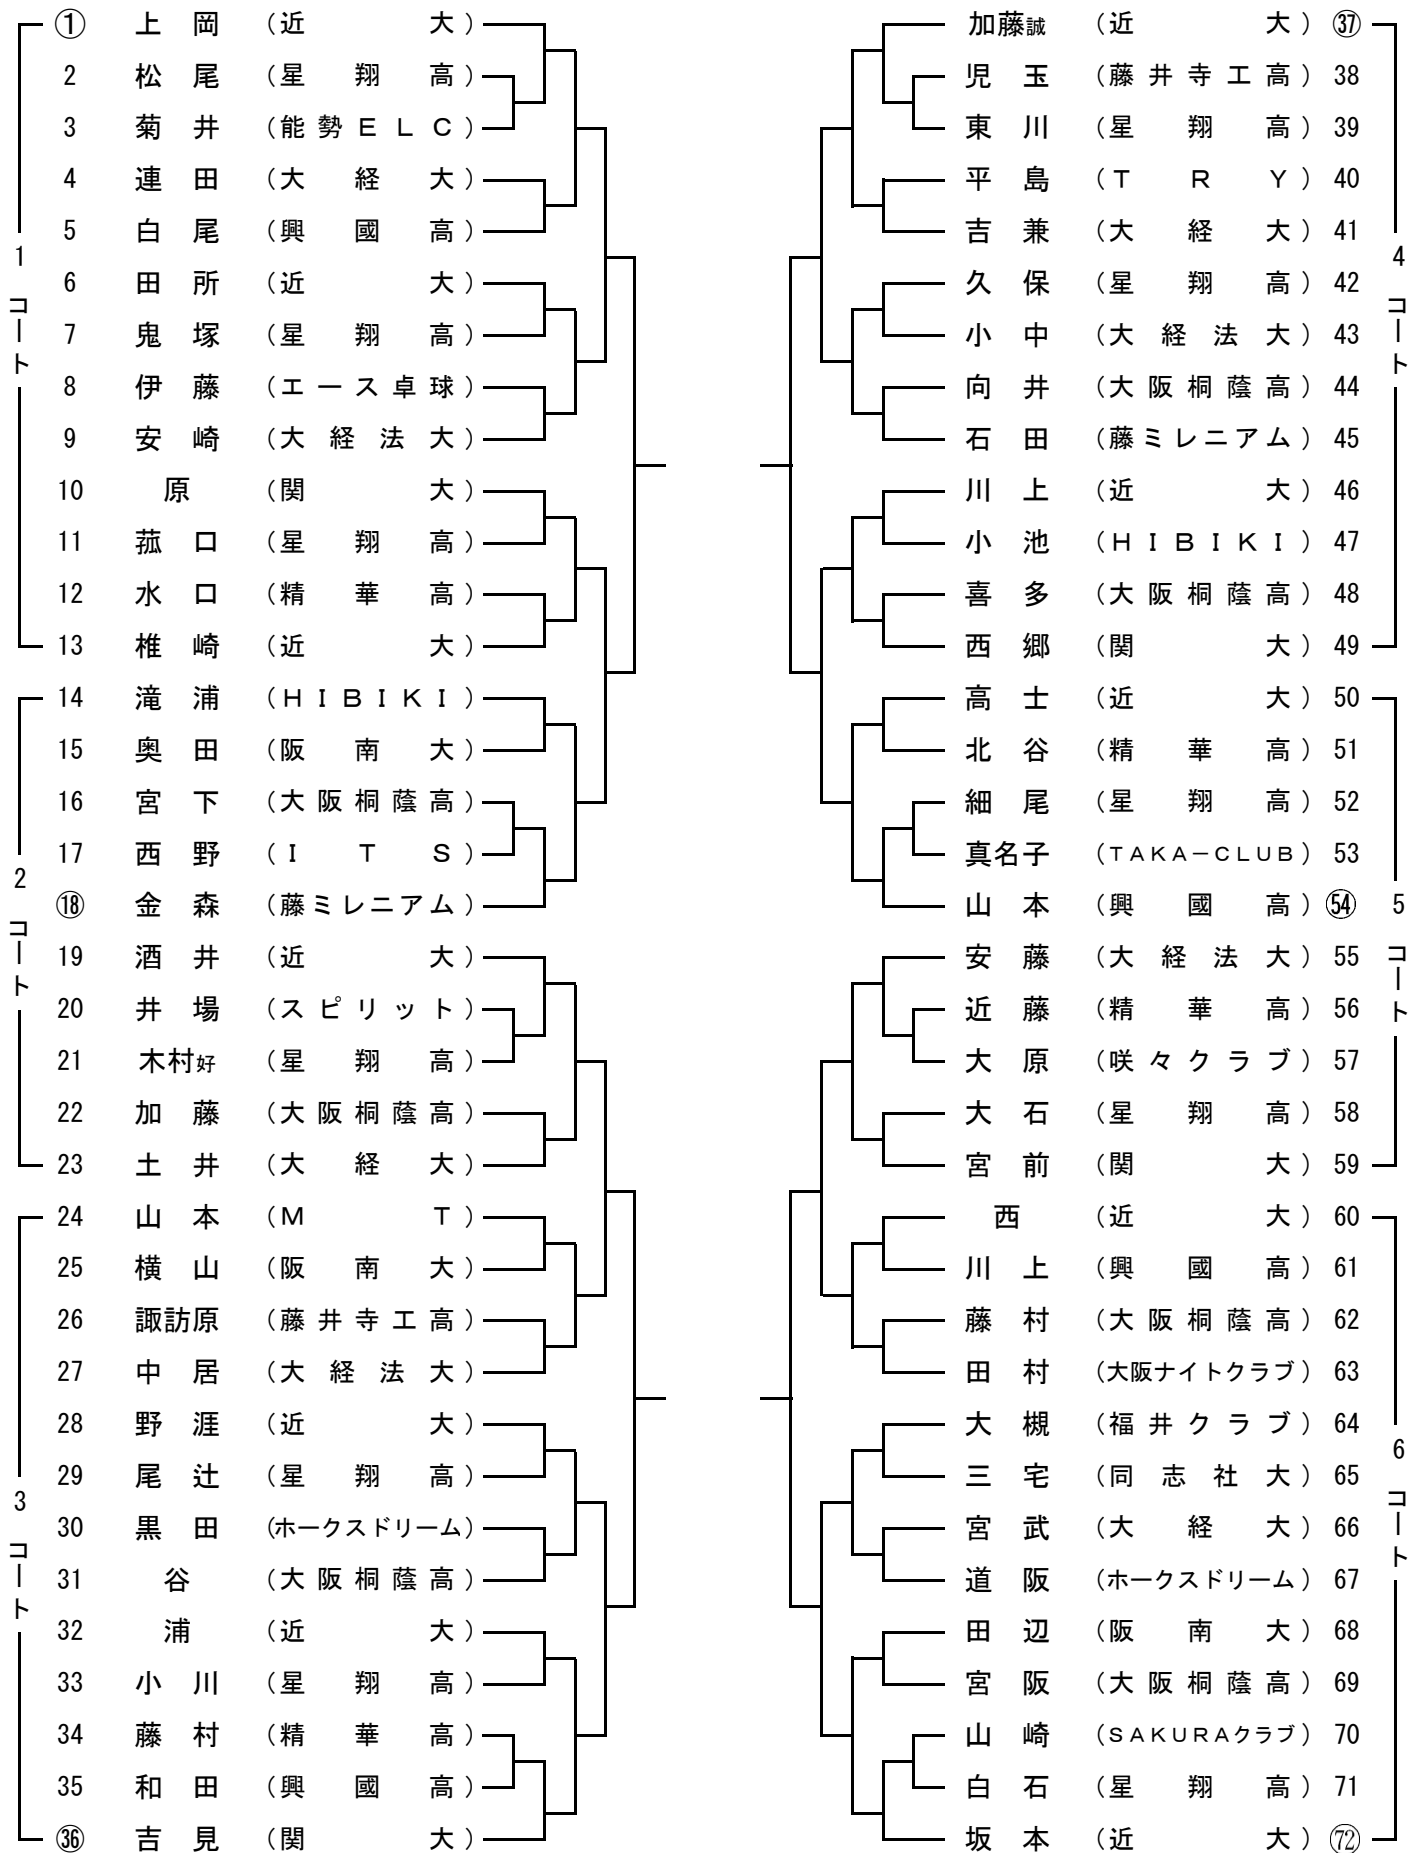 ① 上岡 (近大)
2 松尾 (星翔高)
3 菊井 (能勢ELC)
4 連田 (大経大)
5 白尾 (興國高)
6 田所 (近大)
7 鬼塚 (星翔高)
8 伊藤 (エース卓球)
9 安崎 (大経法大)
10 原 (関大)
11 菰口 (星翔高)
12 水口 (精華高)
13 椎崎 (近大)
1コート
14 滝浦 (HIBIKI)
15 奥田 (阪南大)
16 宮下 (大阪桐蔭高)
17 西野 (ITS)
⑱ 金森 (藤ミレニアム)
19 酒井 (近大)
20 井場 (スピリット)
21 木村好 (星翔高)
22 加藤 (大阪桐蔭高)
23 土井 (大経大)
2コート
24 山本 (MT)
25 横山 (阪南大)
26 諏訪原 (藤井寺工高)
27 中居 (大経法大)
28 野涯 (近大)
29 尾辻 (星翔高)
30 黒田 (ホークスドリーム)
31 谷 (大阪桐蔭高)
32 浦 (近大)
33 小川 (星翔高)
34 藤村 (精華高)
35 和田 (興國高)
㊱ 吉見 (関大)
3コート
加藤誠 (近大) ㊲
児玉 (藤井寺工高) 38
東川 (星翔高) 39
平島 (TRY) 40
吉兼 (大経大) 41
久保 (星翔高) 42
小中 (大経法大) 43
向井 (大阪桐蔭高) 44
石田 (藤ミレニアム) 45
川上 (近大) 46
小池 (HIBIKI) 47
喜多 (大阪桐蔭高) 48
西郷 (関大) 49
4コート
高士 (近大) 50
北谷 (精華高) 51
細尾 (星翔高) 52
真名子 (TAKA-CLUB) 53
山本 (興國高) 54
安藤 (大経法大) 55
近藤 (精華高) 56
大原 (咲々クラブ) 57
大石 (星翔高) 58
宮前 (関大) 59
5コート
西 (近大) 60
川上 (興國高) 61
藤村 (大阪桐蔭高) 62
田村 (大阪ナイトクラブ) 63
大槻 (福井クラブ) 64
三宅 (同志社大) 65
宮武 (大経大) 66
道阪 (ホークスドリーム) 67
田辺 (阪南大) 68
宮阪 (大阪桐蔭高) 69
山崎 (SAKURAクラブ) 70
白石 (星翔高) 71
坂本 (近大) 72
6コート